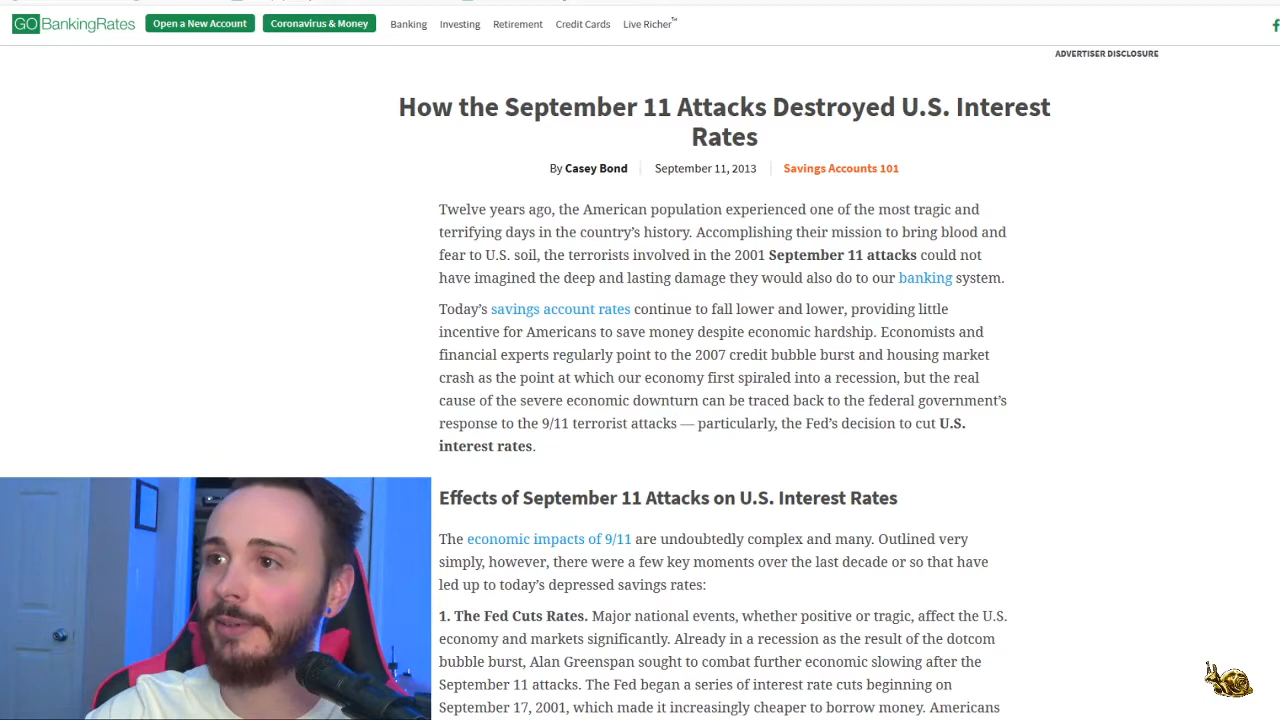 GOBankingRates Open a New Account Coronavirus & Money Banking Investing Retirement Credit Cards Live Richer™
ADVERTISER DISCLOSURE
How the September 11 Attacks Destroyed U.S. Interest
Rates
By Casey Bond September 11, 2013 Savings Accounts 101
Twelve years ago, the American population experienced one of the most tragic and
terrifying days in the country's history. Accomplishing their mission to bring blood and
fear to U.S. soil, the terrorists involved in the 2001 September 11 attacks could not
have imagined the deep and lasting damage they would also do to our banking system.
Today's savings account rates continue to fall lower and lower, providing little
incentive for Americans to save money despite economic hardship. Economists and
financial experts regularly point to the 2007 credit bubble burst and housing market
crash as the point at which our economy first spiraled into a recession, but the real
cause of the severe economic downturn can be traced back to the federal government's
response to the 9/11 terrorist attacks — particularly, the Fed's decision to cut U.S.
interest rates.
Effects of September 11 Attacks on U.S. Interest Rates
The economic impacts of 9/11 are undoubtedly complex and many. Outlined very
simply, however, there were a few key moments over the last decade or so that have
led up to today's depressed savings rates:
1. The Fed Cuts Rates. Major national events, whether positive or tragic, affect the U.S.
economy and markets significantly. Already in a recession as the result of the dotcom
bubble burst, Alan Greenspan sought to combat further economic slowing after the
September 11 attacks. The Fed began a series of interest rate cuts beginning on
September 17, 2001, which made it increasingly cheaper to borrow money. Americans